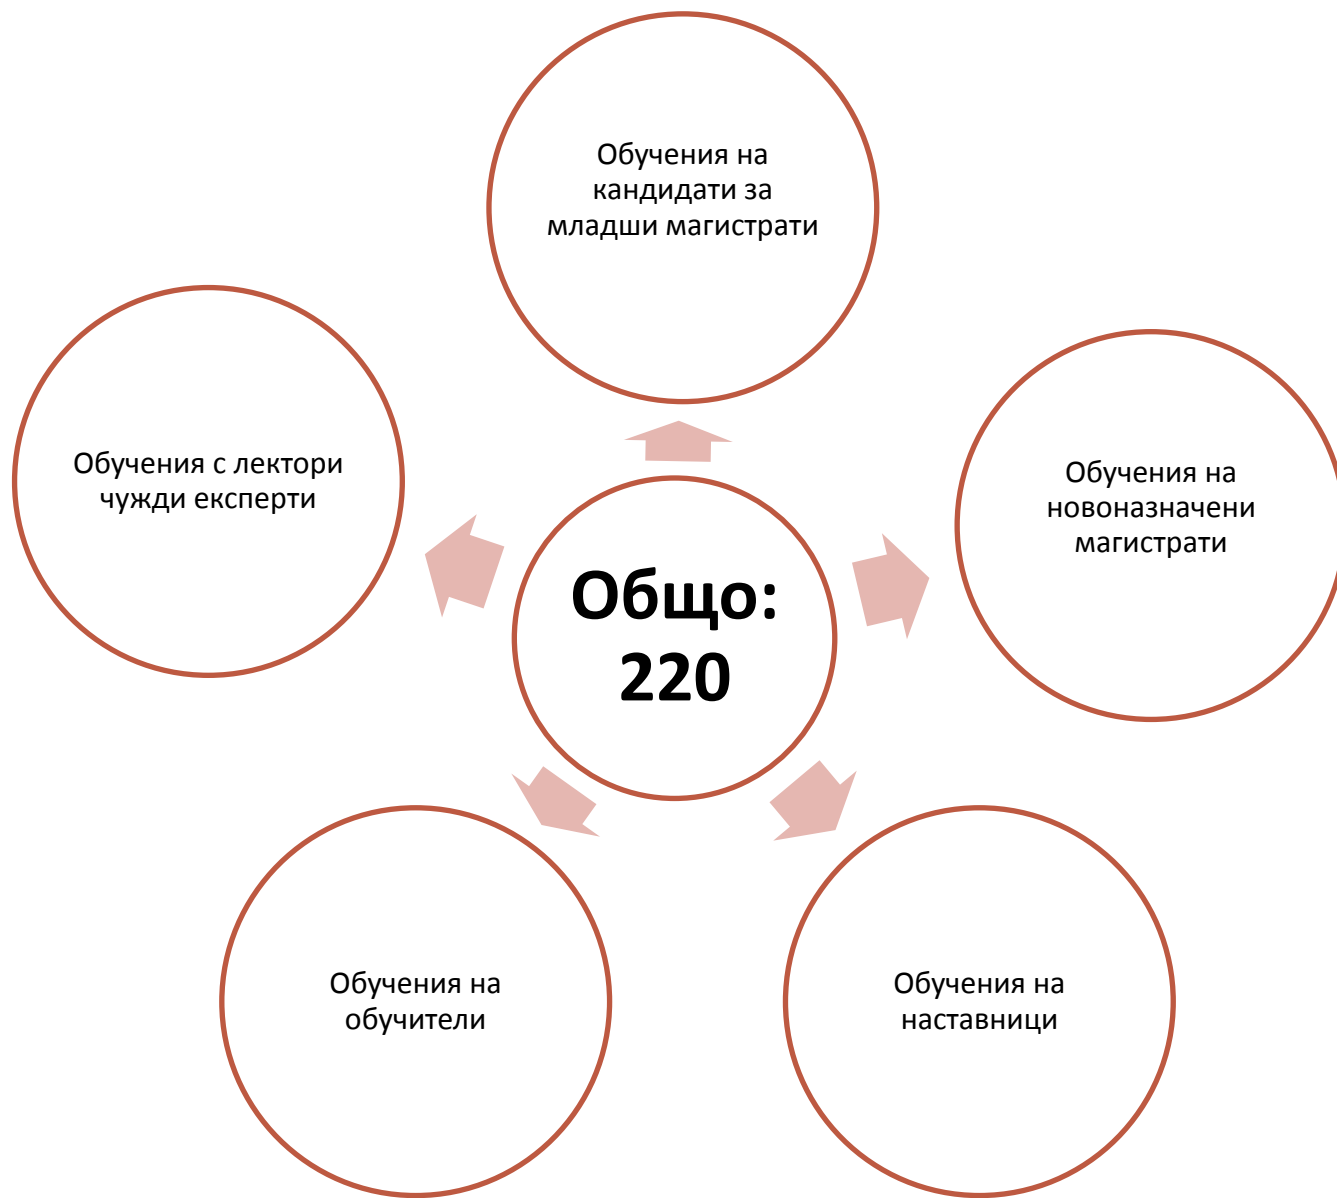 Обучения на
кандидати за
младши магистрати
Обучения с лектори
чужди експерти
Обучения на
новоназначени
магистрати
Общо:
220
Обучения на
обучители
Обучения на
наставници